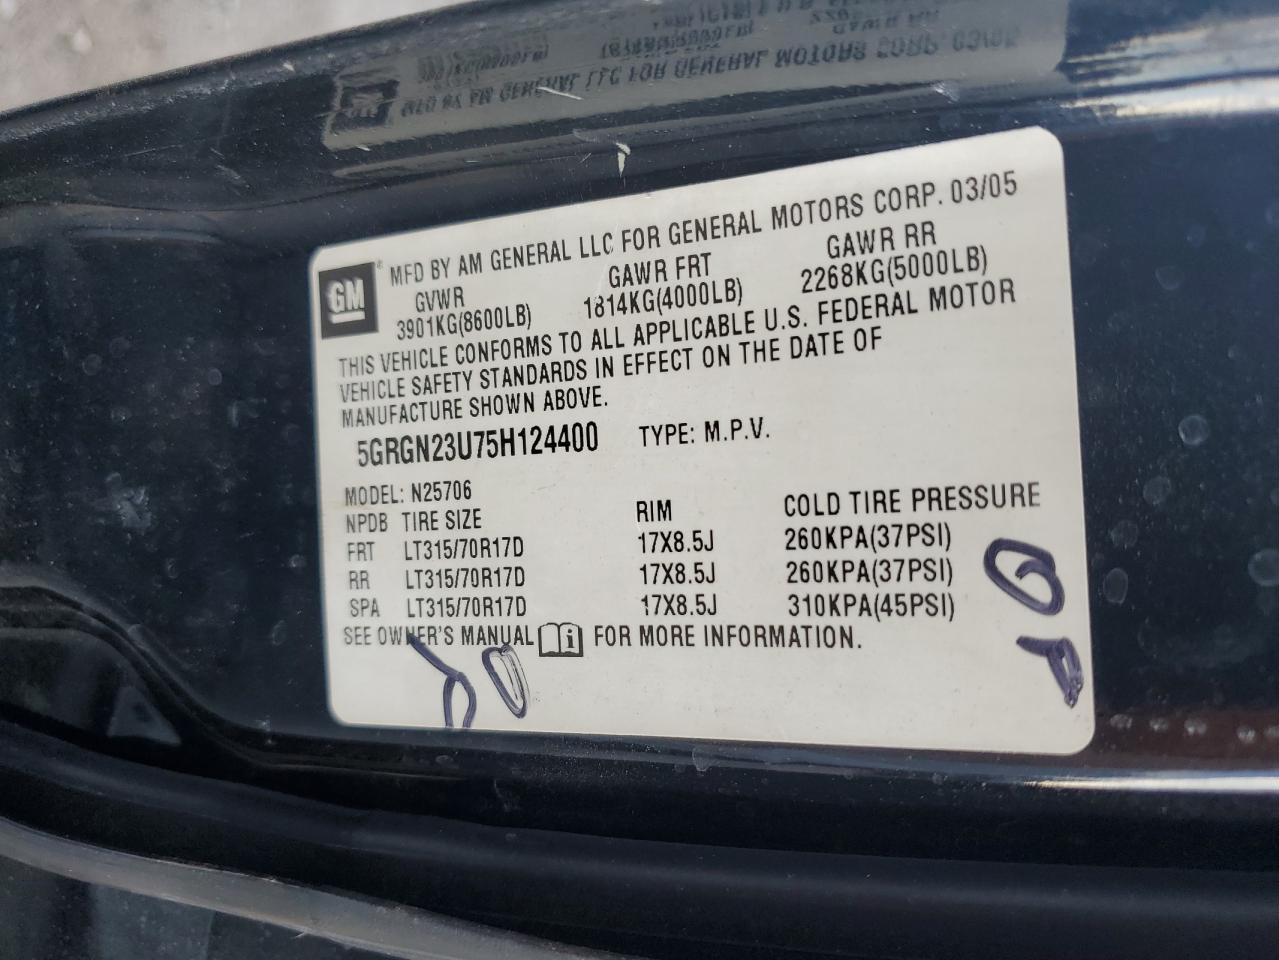 GM ® MFD BY AM GENERAL LLC FOR GENERAL MOTORS CORP. 03/05
GVWR GAWR FRT GAWR RR
3901KG(8600LB) 1814KG(4000LB) 2268KG(5000LB)
THIS VEHICLE CONFORMS TO ALL APPLICABLE U.S. FEDERAL MOTOR
VEHICLE SAFETY STANDARDS IN EFFECT ON THE DATE OF
MANUFACTURE SHOWN ABOVE.
5GRGN23U75H124400 TYPE: M.P.V.
MODEL: N25706
NPDB TIRE SIZE RIM COLD TIRE PRESSURE
FRT LT315/70R17D 17X8.5J 260KPA(37PSI)
RR LT315/70R17D 17X8.5J 260KPA(37PSI)
SPA LT315/70R17D 17X8.5J 310KPA(45PSI)
SEE OWNER'S MANUAL FOR MORE INFORMATION.